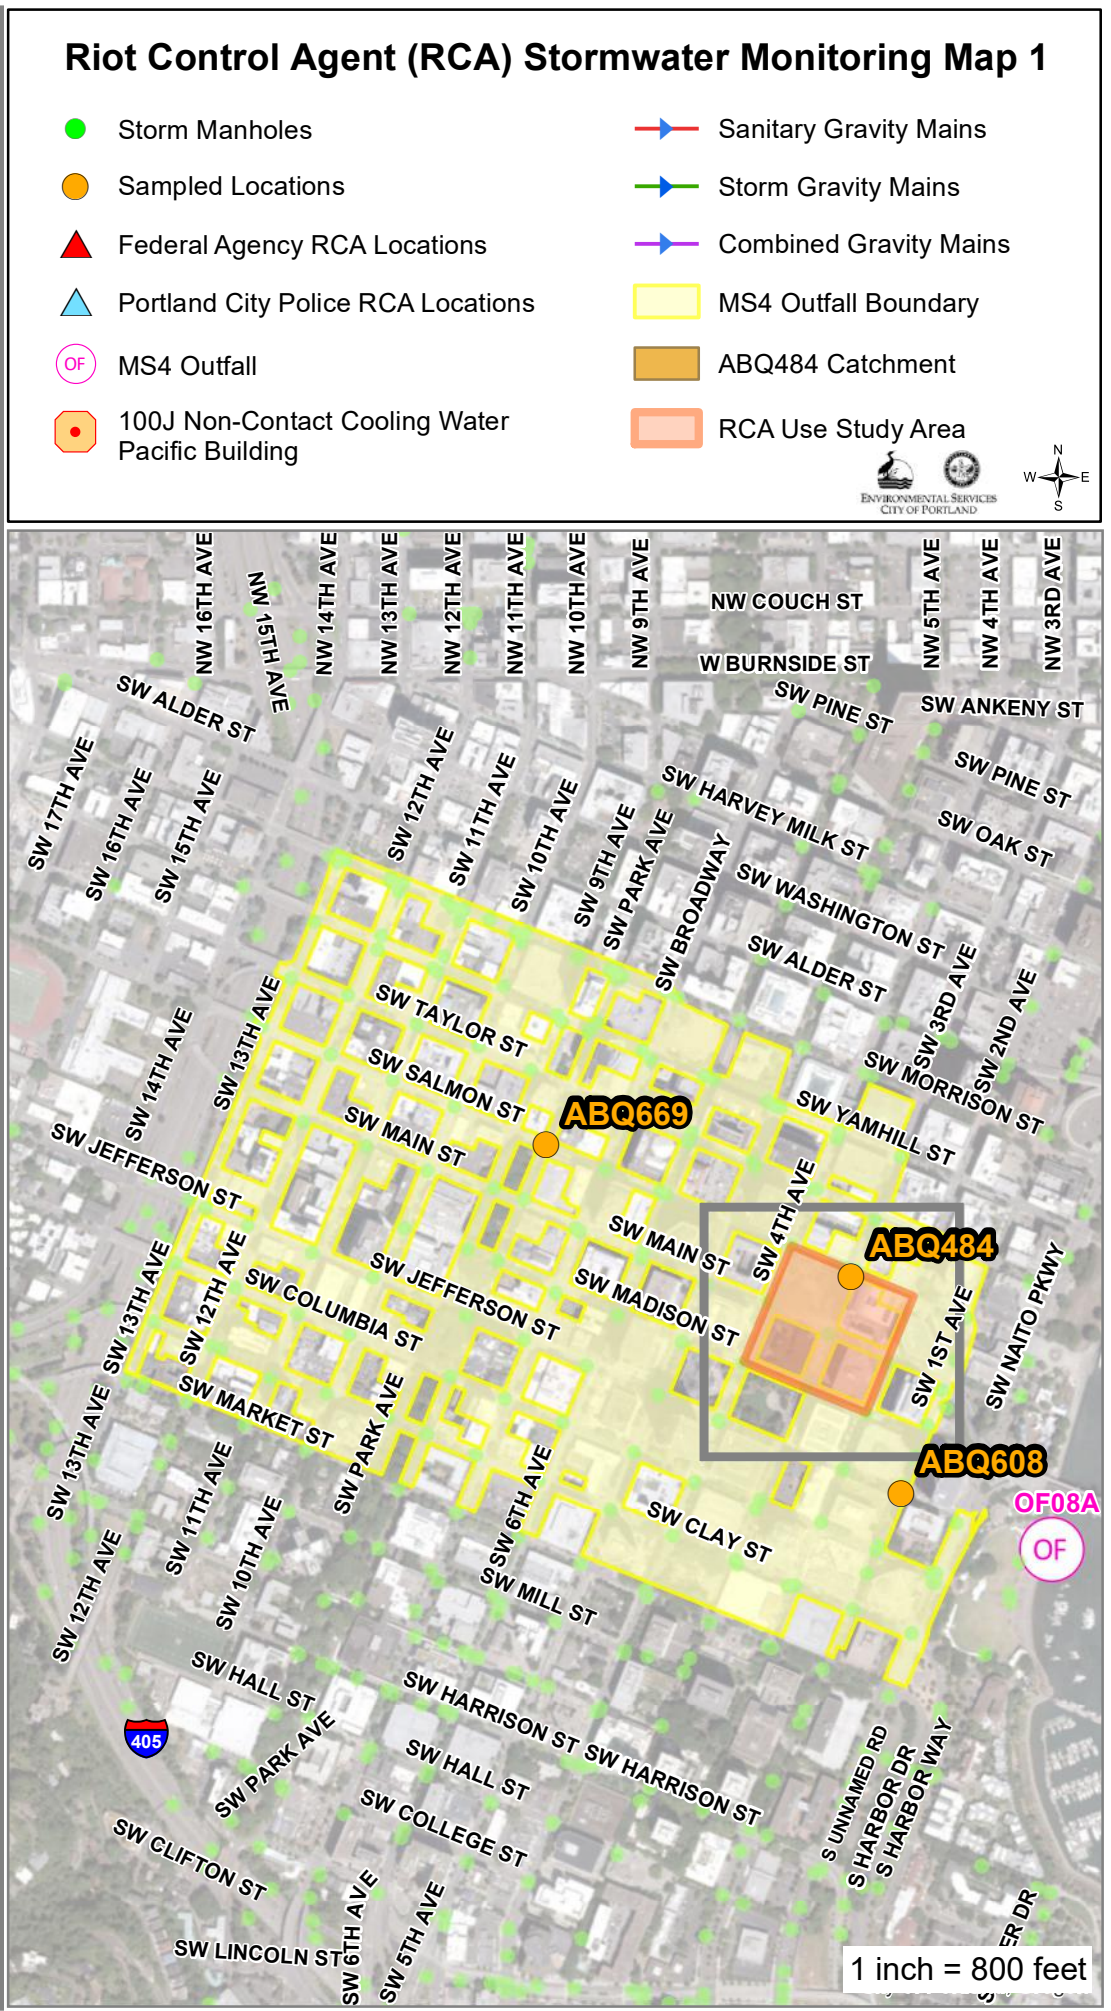 Riot Control Agent (RCA) Stormwater Monitoring Map 1
Storm Manholes
Sampled Locations
Federal Agency RCA Locations
Portland City Police RCA Locations
OF
MS4 Outfall
100J Non-Contact Cooling Water
Pacific Building
Sanitary Gravity Mains
Storm Gravity Mains
Combined Gravity Mains
MS4 Outfall Boundary
ABQ484 Catchment
RCA Use Study Area
ENVIRONMENTAL SERVICES
CITY OF PORTLAND
N
W
E
S
NW 16TH AVE
NW 15TH AVE
NW 14TH AVE
NW 13TH AVE
NW 12TH AVE
NW 11TH AVE
NW 10TH AVE
NW 9TH AVE
NW COUCH ST
NW 5TH AVE
NW 4TH AVE
NW 3RD AVE
W BURNSIDE ST
SW ALDER ST
SW PINE ST
SW ANKENY ST
SW 17TH AVE
SW 16TH AVE
SW 15TH AVE
SW 12TH AVE
SW 11TH AVE
SW 10TH AVE
SW 9TH AVE
SW PARK AVE
SW BROADWAY
SW HARVEY MILK ST
SW PINE ST
SW OAK ST
SW WASHINGTON ST
SW ALDER ST
SW 3RD AVE
SW 2ND AVE
SW 14TH AVE
SW 13TH AVE
SW TAYLOR ST
SW SALMON ST
SW MAIN ST
ABQ669
SW MORRISON ST
SW YAMHILL ST
SW JEFFERSON ST
SW 4TH AVE
SW MAIN ST
ABQ484
SW 13TH AVE
SW 12TH AVE
SW COLUMBIA ST
SW JEFFERSON ST
SW MADISON ST
SW 1ST AVE
SW NAITO PKWY
SW MARKET ST
SW PARK AVE
SW 13TH AVE
SW 11TH AVE
SW 6TH AVE
ABQ608
OF08A
OF
SW CLAY ST
SW 12TH AVE
SW 10TH AVE
SW MILL ST
SW HALL ST
SW HARRISON ST
SW HARRISON ST
405
SW PARK AVE
SW HALL ST
S UNNAMED RD
S HARBOR DR
S HARBOR WAY
SW COLLEGE ST
SW CLIFTON ST
SW LINCOLN ST
SW 6TH AVE
SW 5TH AVE
ER DR
1 inch = 800 feet